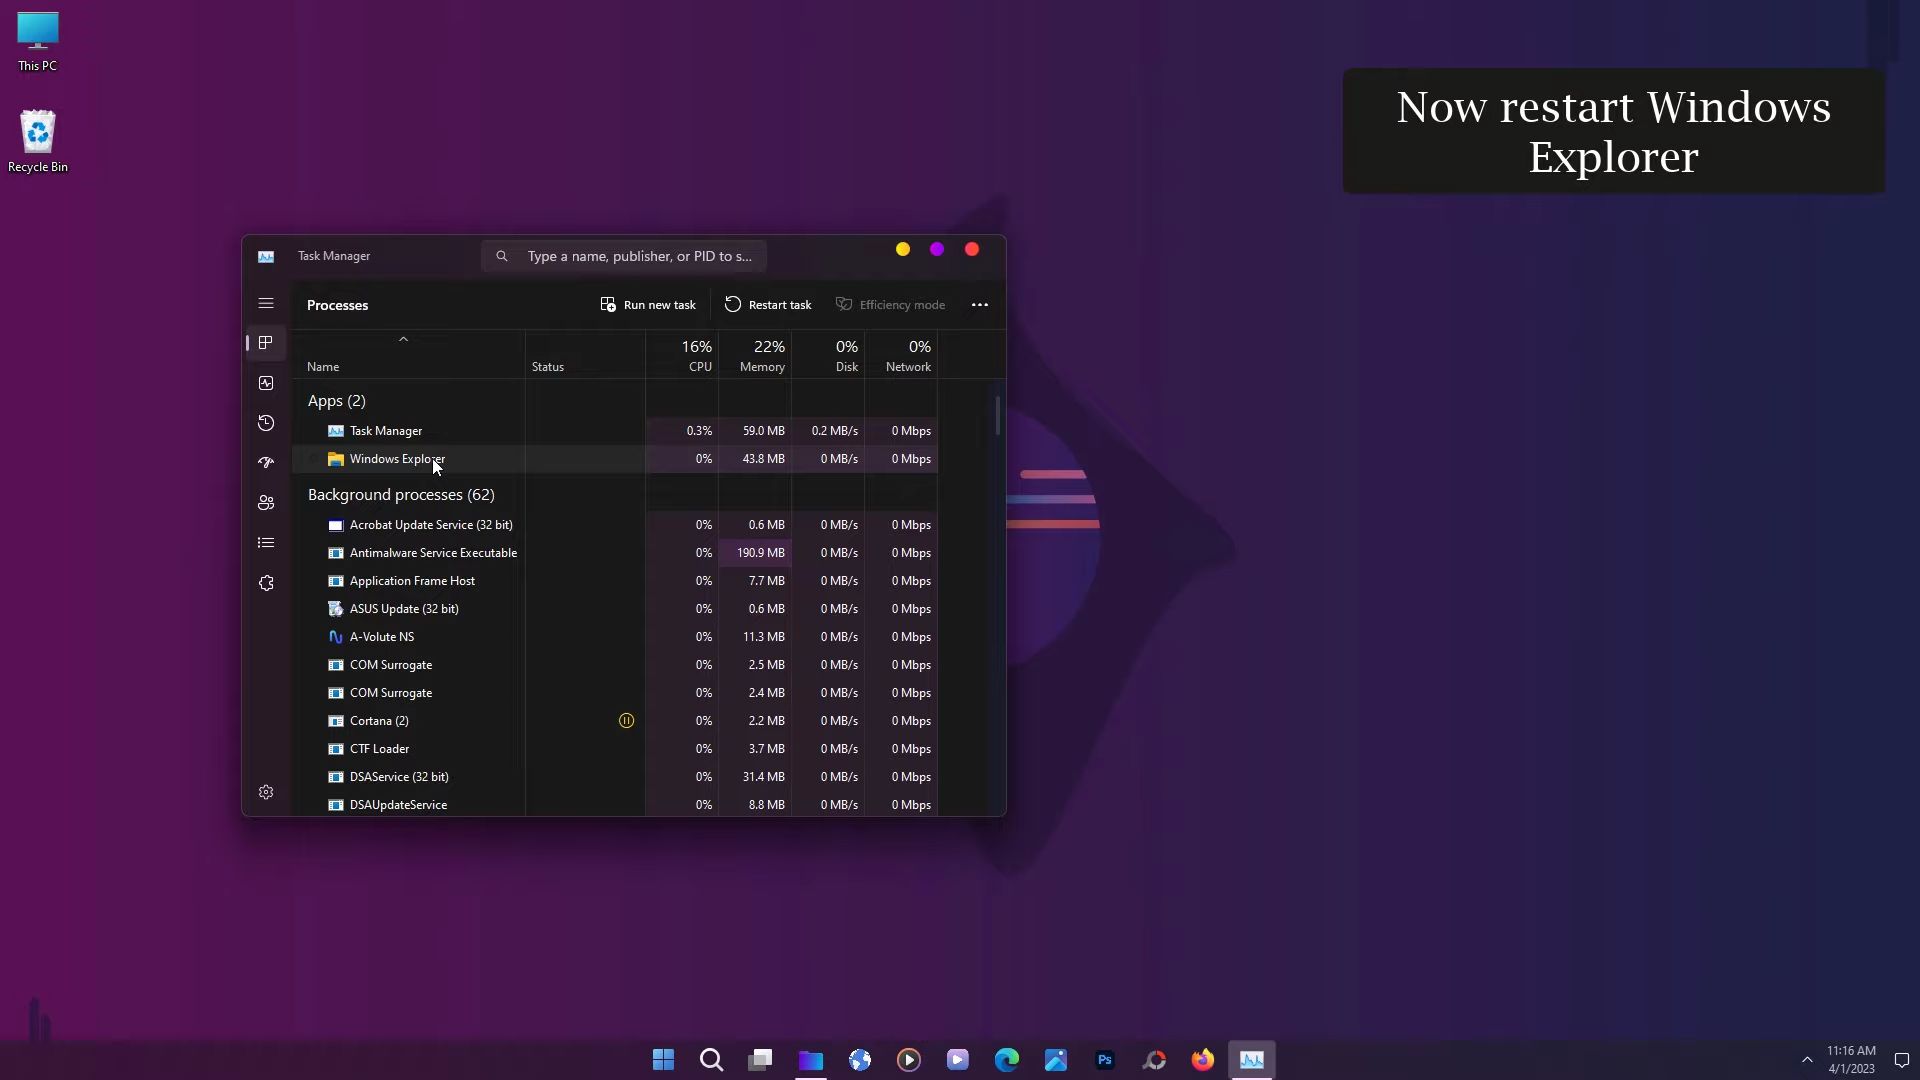 This PC
Recycle Bin
Now restart Windows
Explorer
Task Manager
Type a name, publisher, or PID to s...
Processes
Run new task
Restart task
Efficiency mode
16% 22% 0% 0%
Name Status CPU Memory Disk Network
Apps (2)
Task Manager 0.3% 59.0 MB 0.2 MB/s 0 Mbps
Windows Explorer 0% 43.8 MB 0 MB/s 0 Mbps
Background processes (62)
Acrobat Update Service (32 bit) 0% 0.6 MB 0 MB/s 0 Mbps
Antimalware Service Executable 0% 190.9 MB 0 MB/s 0 Mbps
Application Frame Host 0% 7.7 MB 0 MB/s 0 Mbps
ASUS Update (32 bit) 0% 0.6 MB 0 MB/s 0 Mbps
A-Volute NS 0% 11.3 MB 0 MB/s 0 Mbps
COM Surrogate 0% 2.5 MB 0 MB/s 0 Mbps
COM Surrogate 0% 2.4 MB 0 MB/s 0 Mbps
Cortana (2) 0% 2.2 MB 0 MB/s 0 Mbps
CTF Loader 0% 3.7 MB 0 MB/s 0 Mbps
DSAService (32 bit) 0% 31.4 MB 0 MB/s 0 Mbps
DSAUpdateService 0% 8.8 MB 0 MB/s 0 Mbps
Ps
11:16 AM
4/1/2023